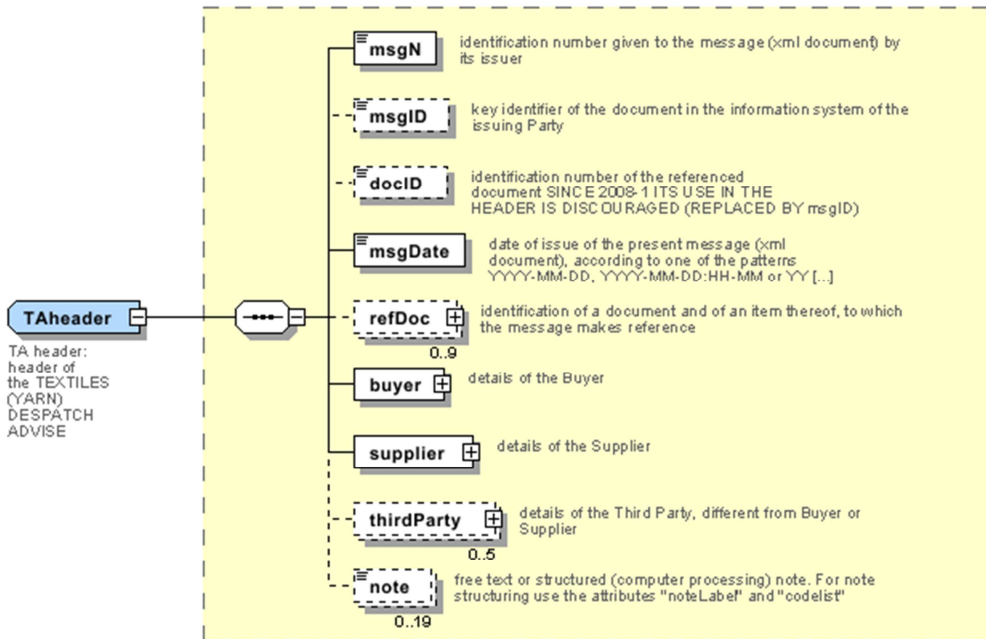 msgN
identification number given to the message (xml document) by
its issuer
msgID
key identifier of the document in the information system of the
issuing Party
docID
identification number of the referenced
document SINCE 2008-1 ITS USE IN THE
HEADER IS DISCOURAGED (REPLACED BY msgID)
msgDate
date of issue of the present message (xml
document), according to one of the patterns
YYYY-MM-DD, YYYY-MM-DD:HH-MM or YY [...]
TAheader
TA header:
header of
the TEXTILES
(YARN)
DESPATCH
ADVISE
refDoc
identification of a document and of an item thereof, to which
the message makes reference
0..9
buyer
details of the Buyer
supplier
details of the Supplier
thirdParty
details of the Third Party, different from Buyer or
Supplier
0..5
note
free text or structured (computer processing) note. For note
structuring use the attributes "noteLabel" and "codelist"
0..19